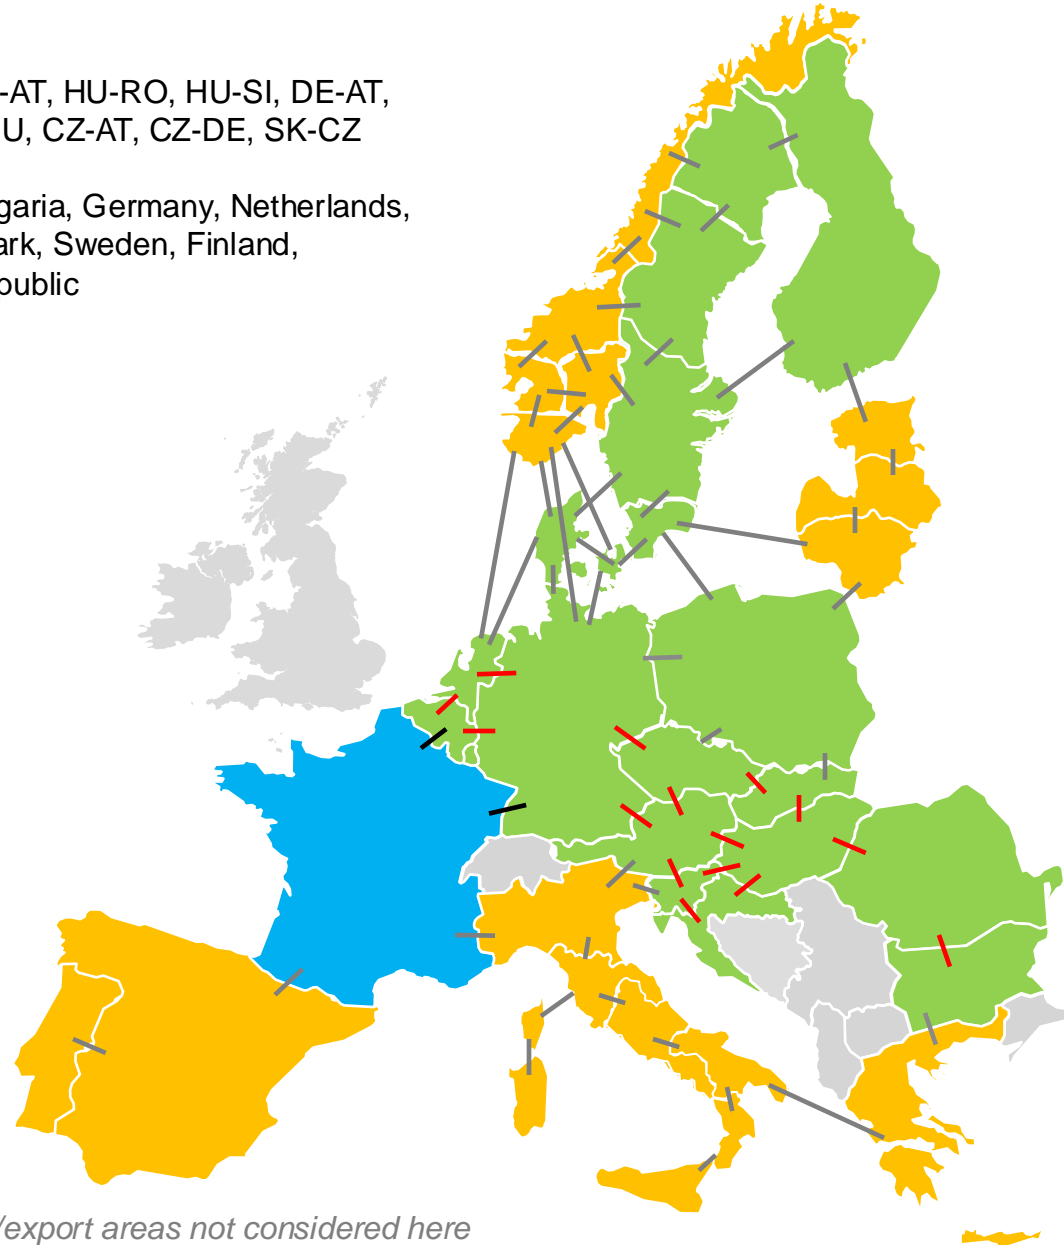 -AT, HU-RO, HU-SI, DE-AT,
U, CZ-AT, CZ-DE, SK-CZ
garia, Germany, Netherlands,
ark, Sweden, Finland,
public
/export areas not considered here